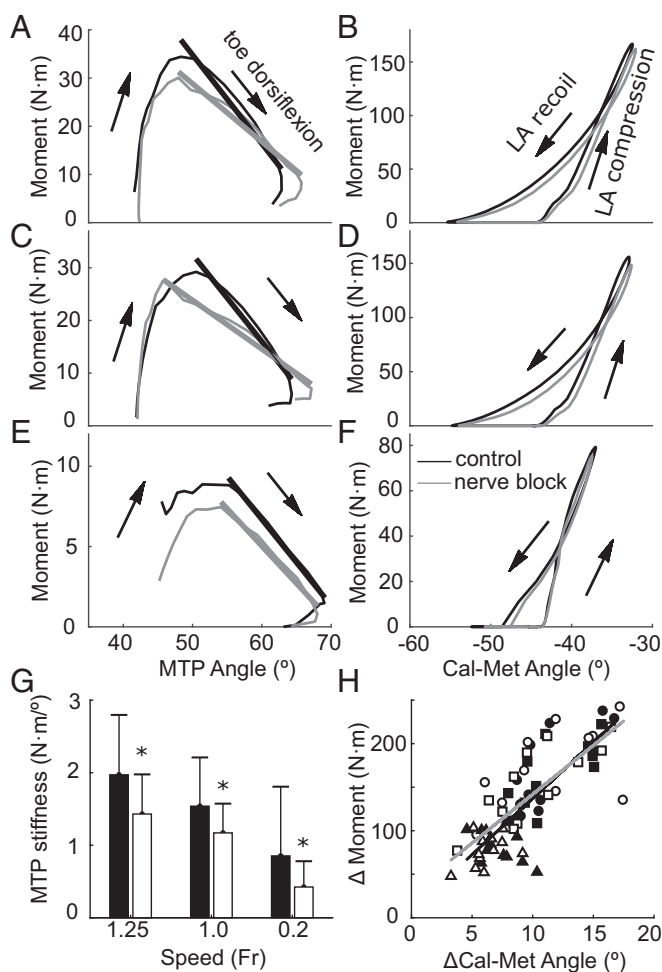 A
Moment (N·m)
40
30
20
10
0
toe dorsiflexion
B
Moment (N·m)
150
100
50
0
LA recoil
LA compression
C
Moment (N·m)
30
20
10
0
D
Moment (N·m)
150
100
50
0
E
Moment (N·m)
10
5
0
40 50 60 70
MTP Angle (º)
F
Moment (N·m)
80
60
40
20
0
control
nerve block
-60 -50 -40 -30
Cal-Met Angle (º)
G
MTP stiffness (N·m/º)
3
2
1
0
* * *
1.25 1.0 0.2
Speed (Fr)
H
Δ Moment (N·m)
200
100
0
0 5 10 15 20
ΔCal-Met Angle (º)